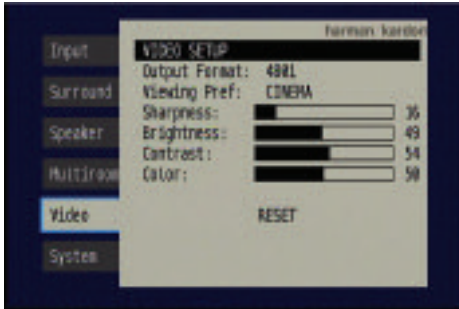 harman kardon
Input
Surround
Speaker
Multiroom
Video
System
VIDEO SETUP
Output Format: 480i
Viewing Pref: CINEMA
Sharpness: 16
Brightness: 49
Contrast: 54
Color: 50
RESET